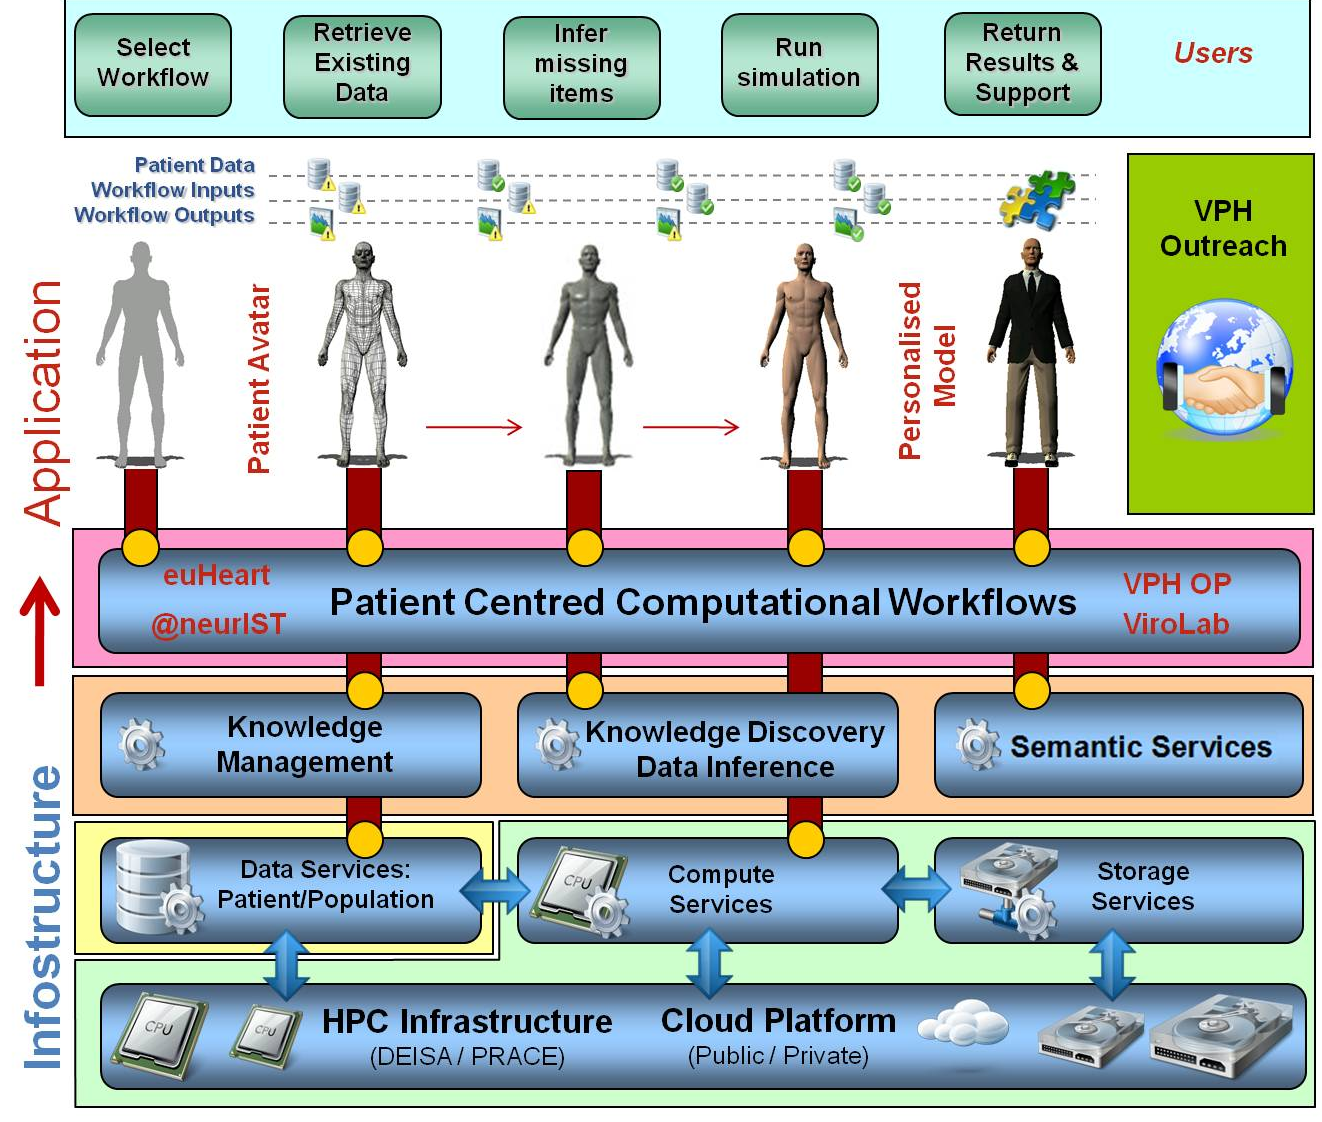 Select
Workflow
Retrieve
Existing
Data
Infer
missing
items
Run
simulation
Return
Results &
Support
Users
Patient Data
Workflow Inputs
Workflow Outputs
VPH
Outreach
Application
Patient Avatar
Personalised
Model
euHeart
@neurIST
Patient Centred Computational Workflows
VPH OP
ViroLab
Knowledge
Management
Knowledge Discovery
Data Inference
Semantic Services
Infostructure
Data Services:
Patient/Population
CPU
Compute
Services
Storage
Services
CPU
CPU
HPC Infrastructure
(DEISA / PRACE)
Cloud Platform
(Public / Private)